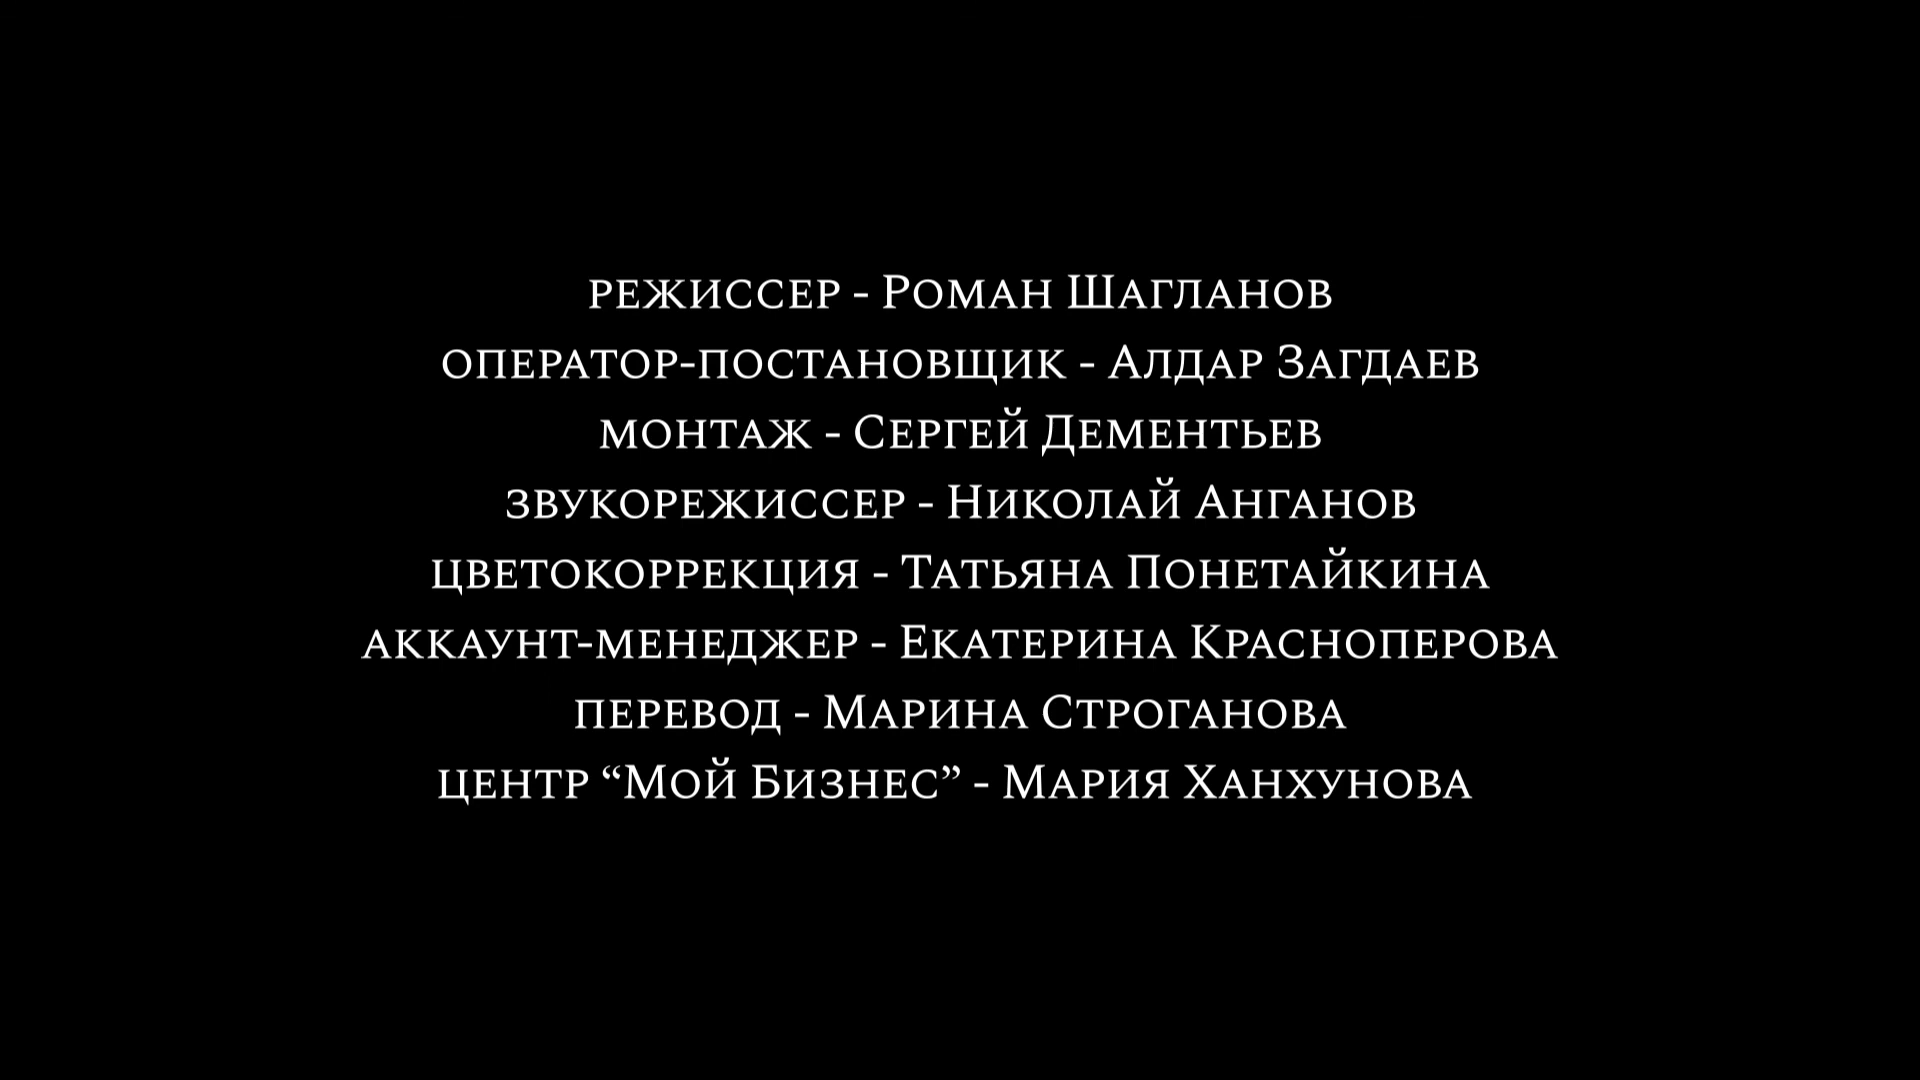 режиссер - Роман Шагланов
оператор-постановщик - Алдар Загдаев
монтаж - Сергей Дементьев
звукорежиссер - Николай Анганов
цветокоррекция - Татьяна Понетайкина
аккаунт-менеджер - Екатерина Красноперова
перевод - Марина Строганова
центр “Мой Бизнес” - Мария Ханхунова